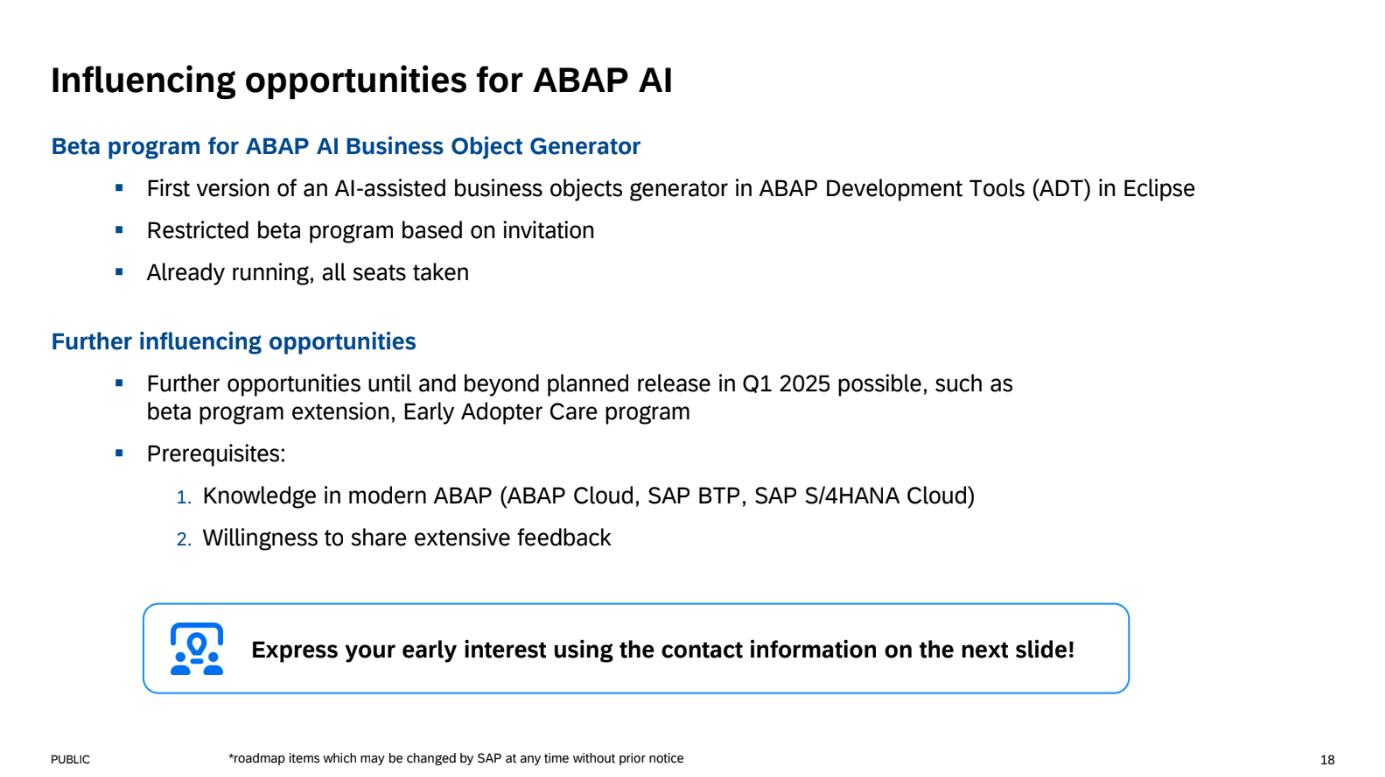 Influencing opportunities for ABAP AI
Beta program for ABAP AI Business Object Generator
▪ First version of an AI-assisted business objects generator in ABAP Development Tools (ADT) in Eclipse
▪ Restricted beta program based on invitation
▪ Already running, all seats taken
Further influencing opportunities
▪ Further opportunities until and beyond planned release in Q1 2025 possible, such as
beta program extension, Early Adopter Care program
▪ Prerequisites:
1. Knowledge in modern ABAP (ABAP Cloud, SAP BTP, SAP S/4HANA Cloud)
2. Willingness to share extensive feedback
Express your early interest using the contact information on the next slide!
PUBLIC
*roadmap items which may be changed by SAP at any time without prior notice
18